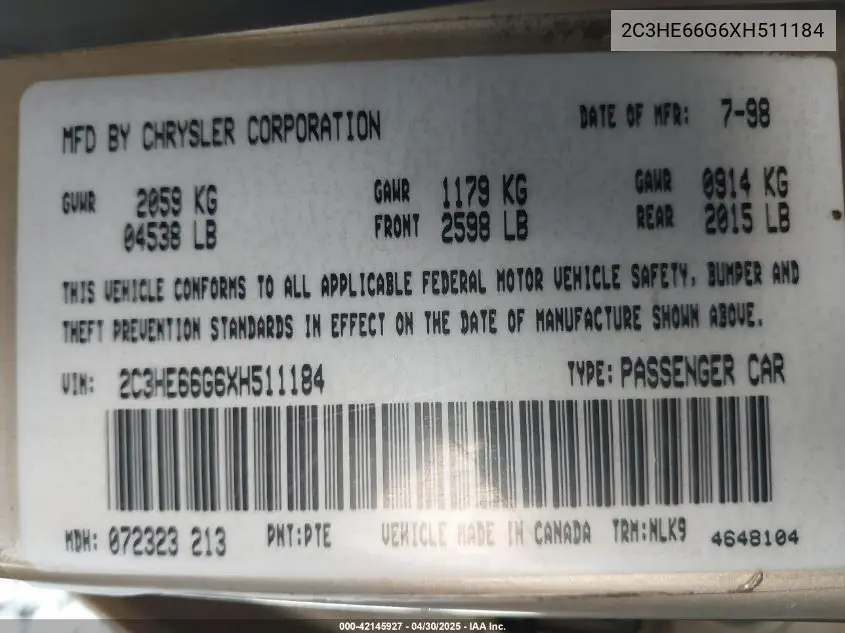 2C3HE66G6XH511184
MFD BY CHRYSLER CORPORATION DATE OF MFR: 7-98
GVWR 2059 KG GAWR 1179 KG GAWR 0914 KG
04538 LB FRONT 2598 LB REAR 2015 LB
THIS VEHICLE CONFORMS TO ALL APPLICABLE FEDERAL MOTOR VEHICLE SAFETY, BUMPER AND
THEFT PREVENTION STANDARDS IN EFFECT ON THE DATE OF MANUFACTURE SHOWN ABOVE.
VIN: 2C3HE66G6XH511184 TYPE: PASSENGER CAR
MDH: 072323 213 PNT:PTE VEHICLE MADE IN CANADA TRM:NLK9 4648104
000-42145927 - 04/30/2025 - IAA Inc.